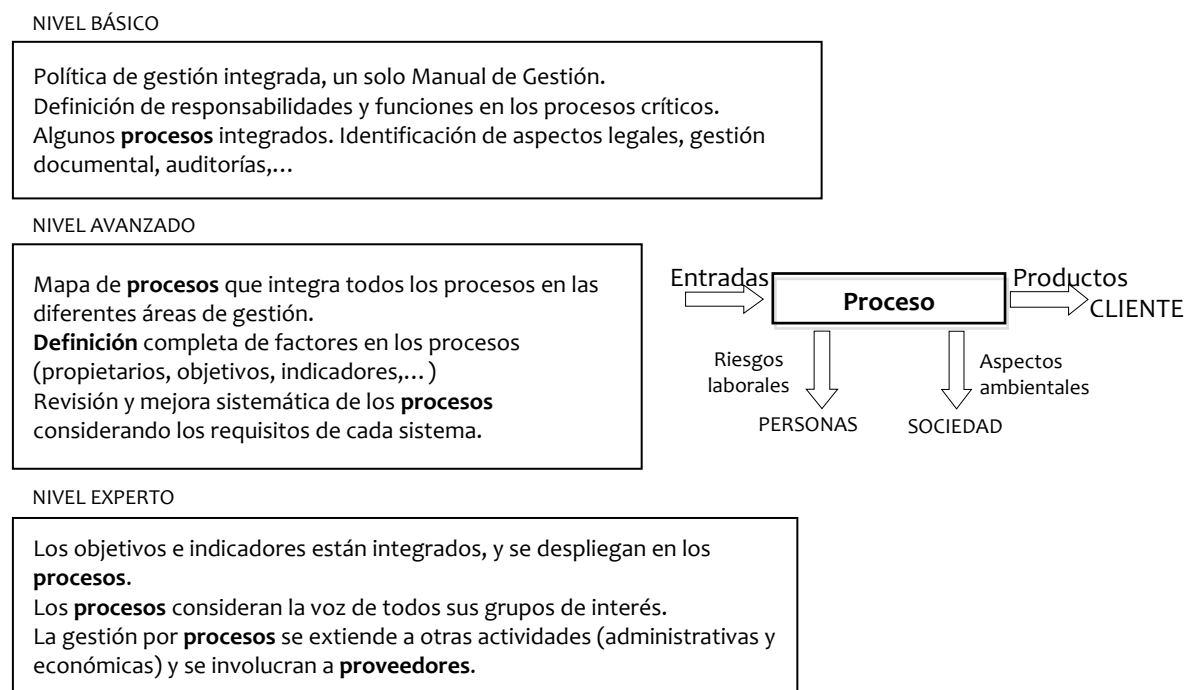 NIVEL BÁSICO
Política de gestión integrada, un solo Manual de Gestión.
Definición de responsabilidades y funciones en los procesos críticos.
Algunos procesos integrados. Identificación de aspectos legales, gestión
documental, auditorías,…
NIVEL AVANZADO
Mapa de procesos que integra todos los procesos en las
diferentes áreas de gestión.
Definición completa de factores en los procesos
(propietarios, objetivos, indicadores,…)
Revisión y mejora sistemática de los procesos
considerando los requisitos de cada sistema.
Entradas
Proceso
Productos
CLIENTE
Riesgos
laborales
PERSONAS
Aspectos
ambientales
SOCIEDAD
NIVEL EXPERTO
Los objetivos e indicadores están integrados, y se despliegan en los
procesos.
Los procesos consideran la voz de todos sus grupos de interés.
La gestión por procesos se extiende a otras actividades (administrativas y
económicas) y se involucran a proveedores.